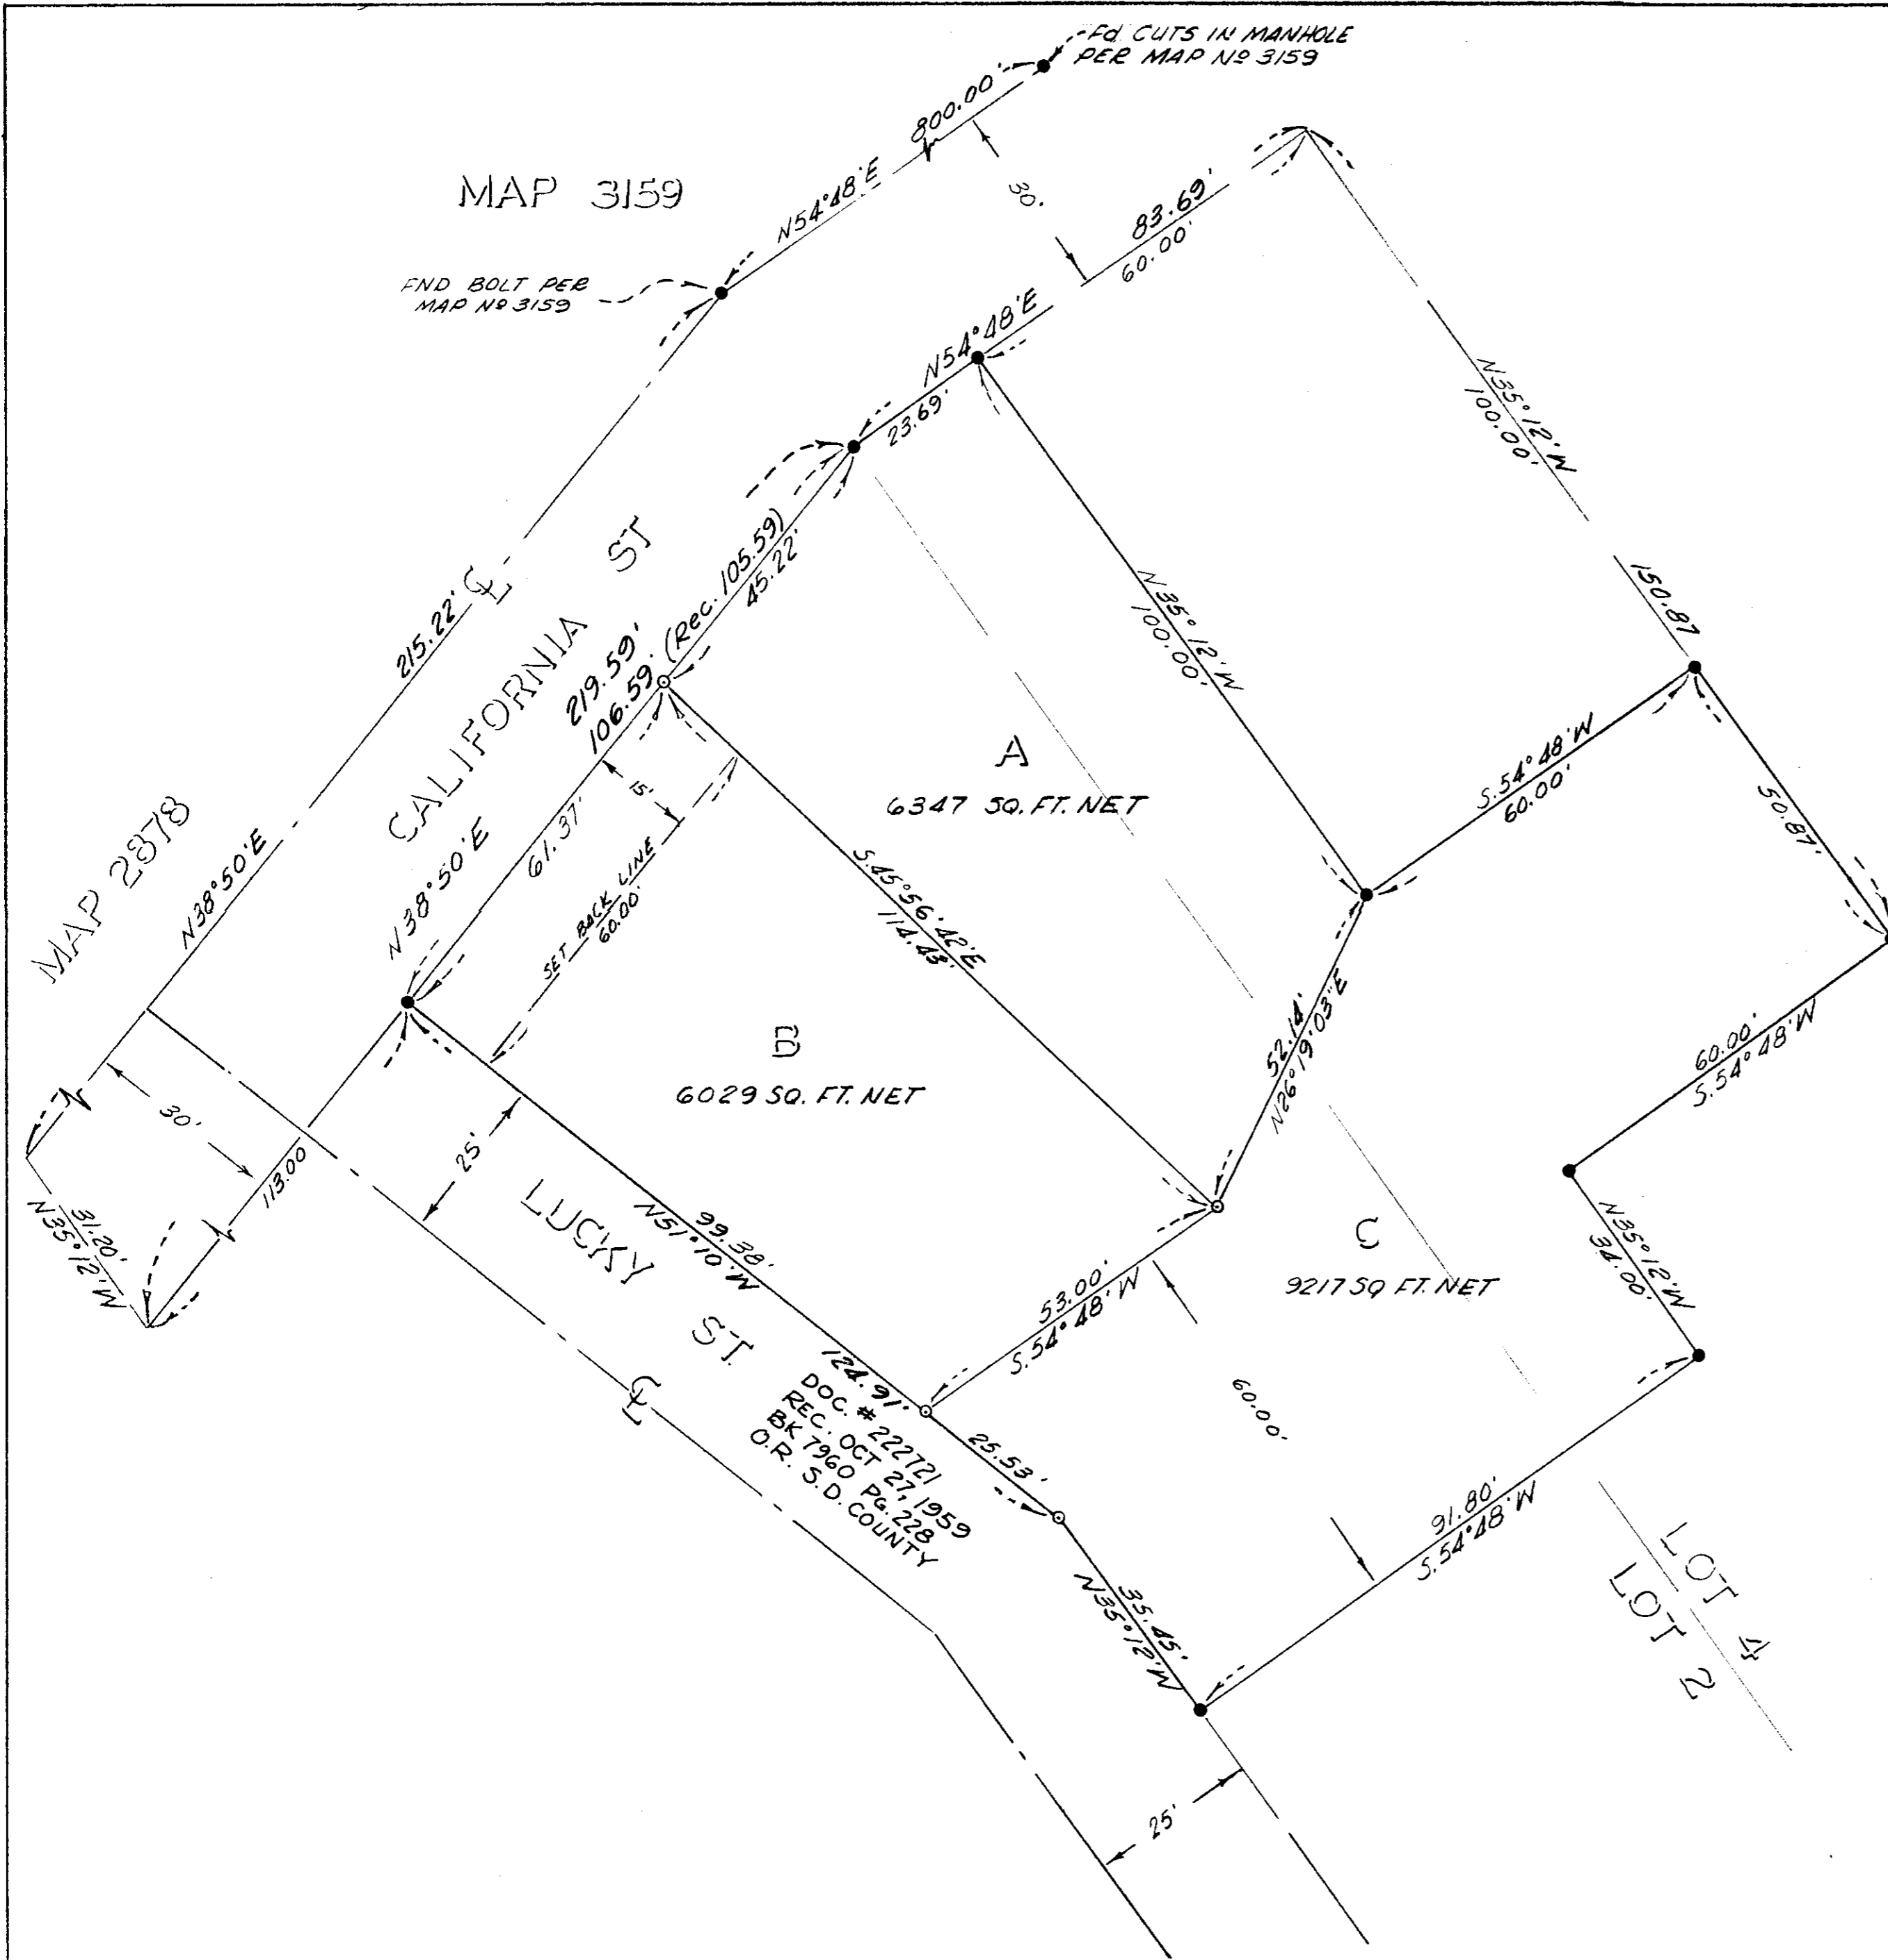 Fd. CUTS IN MANHOLE
PER MAP Nº 3159
800.00'
MAP 3159
N54°48'E
30'
83.69'
60.00'
FND BOLT PER
MAP Nº 3159
N54°48'E
23.69'
N35°12'W
100.00'
(Rec. 105.59)
45.22'
N35°12'W
100.00'
150.87
215.22'
℄
CALIFORNIA ST
219.59'
106.59'
A
6347 SQ. FT. NET
S.54°48'W
60.00'
50.87'
MAP 2878
N38°50'E
N38°50'E
61.37'
15'
SET BACK LINE
60.00'
S.45°56'42"E
114.43'
B
6029 SQ. FT. NET
52.14'
N26°19'03"E
60.00'
S.54°48'W
30'
113.00
25'
31.20'
N35°12'W
LUCKY ST.
99.38'
N51°10'W
53.00'
S.54°48'W
C
9217 SQ FT. NET
N35°12'W
34.00'
℄
124.91'
DOC. # 222721
REC. OCT 27, 1959
BK 7960 PG. 228
O.R. S.D. COUNTY
25.53'
60.00'
91.80'
S.54°48'W
35.45'
N35°12'W
LOT 4
LOT 2
25'